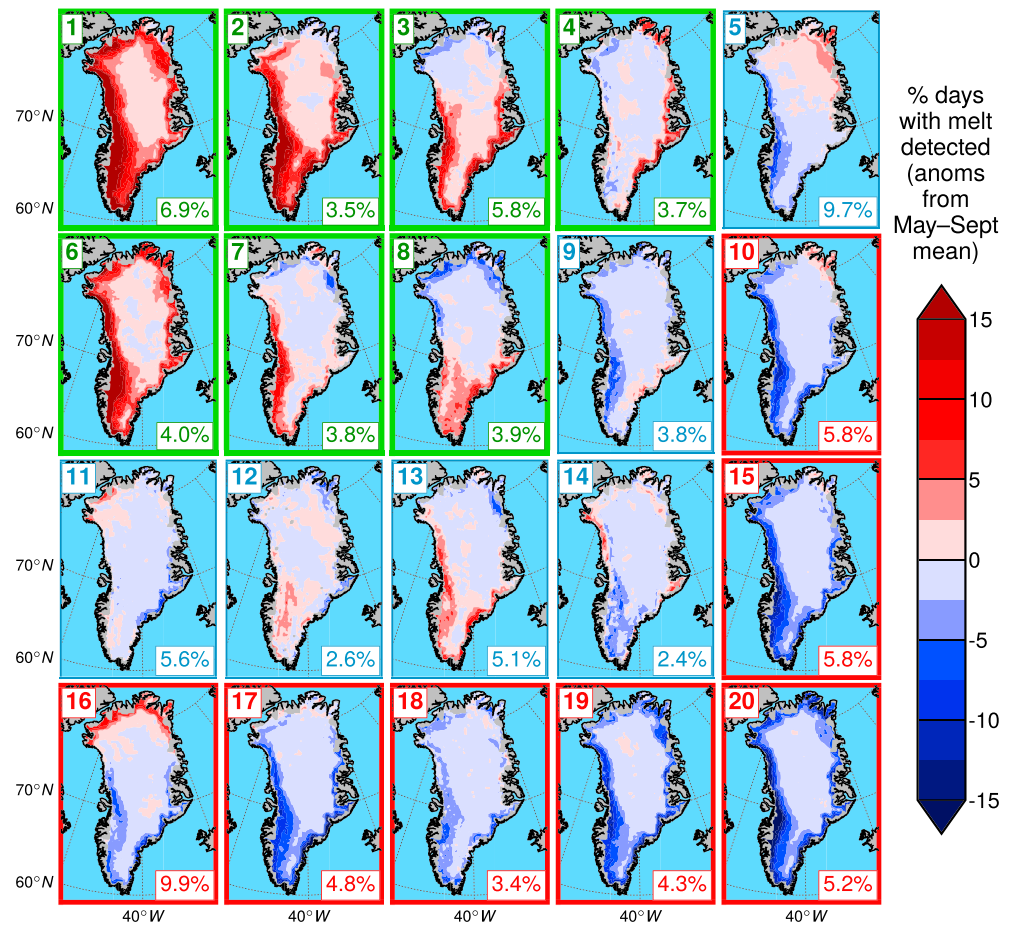 1 2 3 4 5
% days
with melt
detected
(anoms
from
May–Sept
mean)
70°N
60°N
6.9% 3.5% 5.8% 3.7% 9.7%
6 7 8 9 10
70°N
60°N
4.0% 3.8% 3.9% 3.8% 5.8%
11 12 13 14 15
70°N
60°N
5.6% 2.6% 5.1% 2.4% 5.8%
16 17 18 19 20
70°N
60°N
9.9% 4.8% 3.4% 4.3% 5.2%
40°W 40°W 40°W 40°W 40°W
15
10
5
0
-5
-10
-15